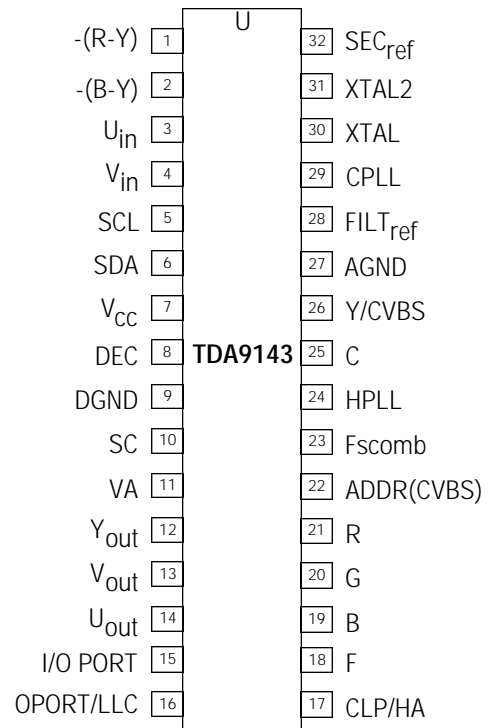 U
-(R-Y) 1 32 SECref
-(B-Y) 2 31 XTAL2
Uin 3 30 XTAL
Vin 4 29 CPLL
SCL 5 28 FILTref
SDA 6 27 AGND
VCC 7 26 Y/CVBS
DEC 8 TDA9143 25 C
DGND 9 24 HPLL
SC 10 23 Fscomb
VA 11 22 ADDR(CVBS)
Yout 12 21 R
Vout 13 20 G
Uout 14 19 B
I/O PORT 15 18 F
OPORT/LLC 16 17 CLP/HA